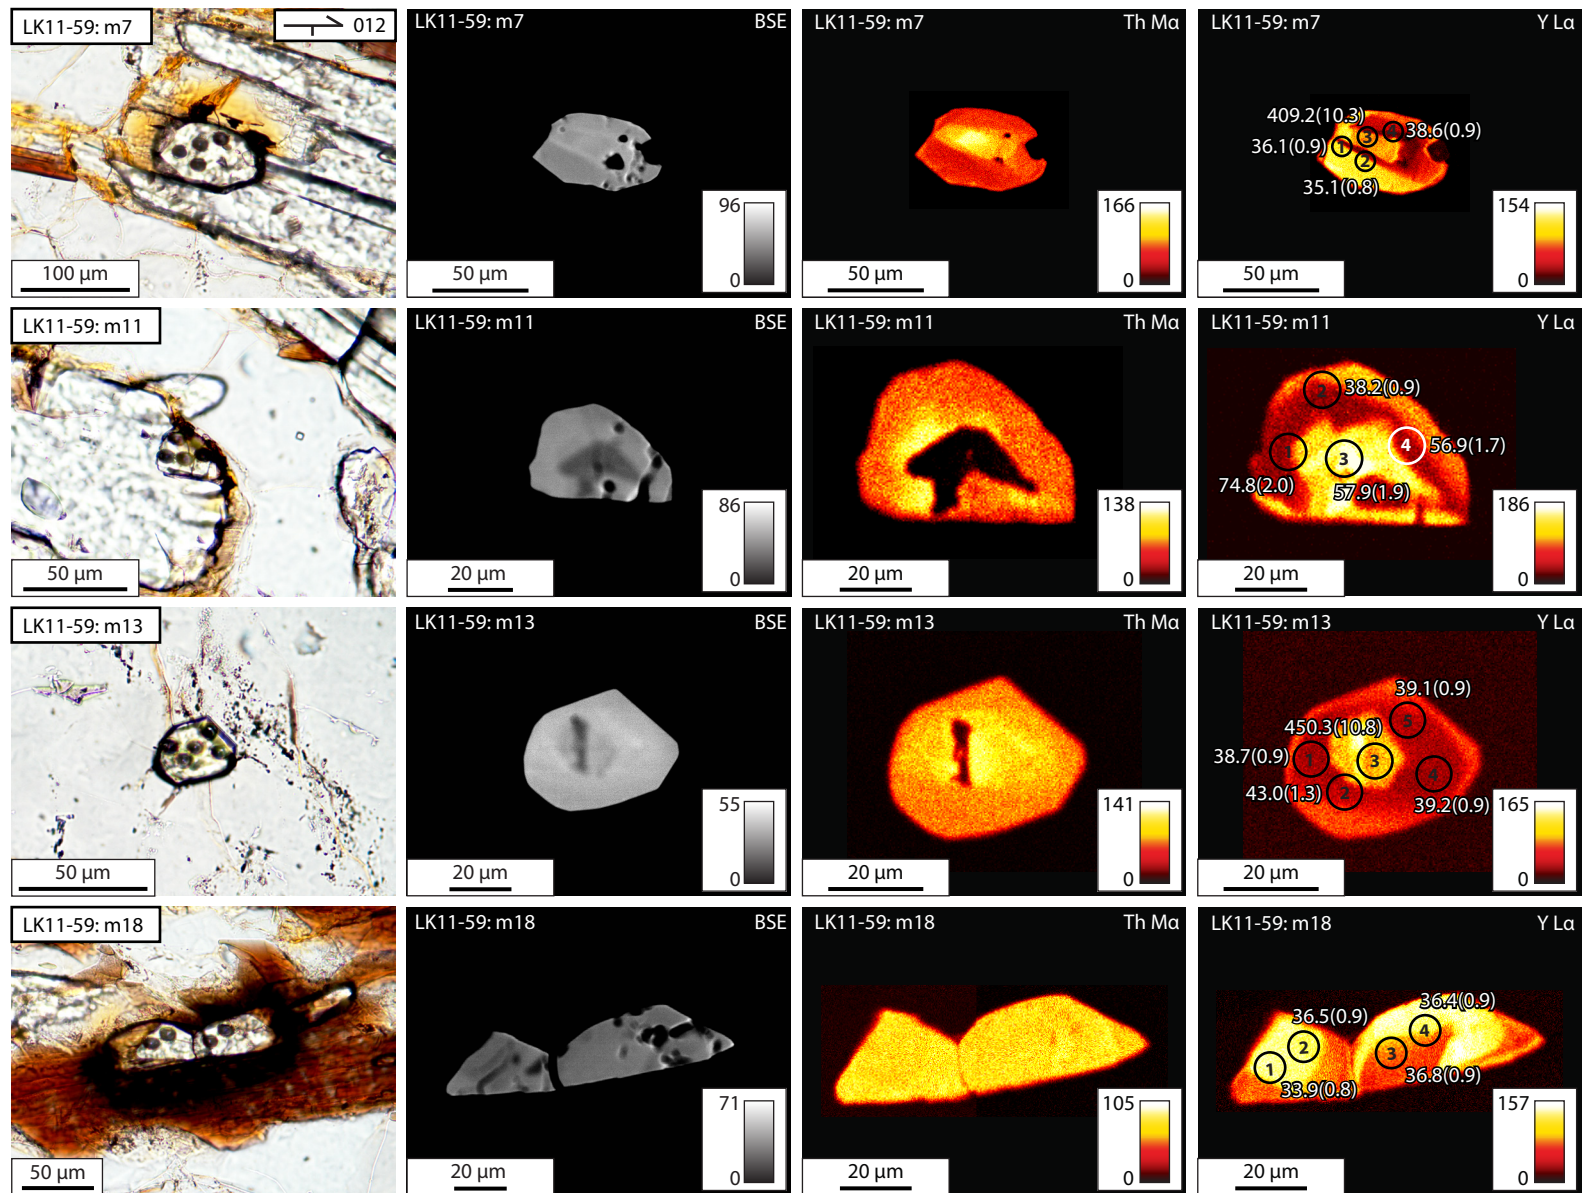 LK11-59: m7
012
100 µm
LK11-59: m7 BSE
96
0
50 µm
LK11-59: m7 Th Mα
166
0
50 µm
LK11-59: m7 Y Lα
409.2(10.3)
38.6(0.9)
36.1(0.9)
35.1(0.8)
1
2
3
4
154
0
50 µm
LK11-59: m11
50 µm
LK11-59: m11 BSE
86
0
20 µm
LK11-59: m11 Th Mα
138
0
20 µm
LK11-59: m11 Y Lα
2 38.2(0.9)
1
3
4 56.9(1.7)
74.8(2.0)
57.9(1.9)
186
0
20 µm
LK11-59: m13
50 µm
LK11-59: m13 BSE
55
0
20 µm
LK11-59: m13 Th Mα
141
0
20 µm
LK11-59: m13 Y Lα
39.1(0.9)
5
450.3(10.8)
38.7(0.9) 1
3
4
43.0(1.3) 2
39.2(0.9)
165
0
20 µm
LK11-59: m18
50 µm
LK11-59: m18 BSE
71
0
20 µm
LK11-59: m18 Th Mα
105
0
20 µm
LK11-59: m18 Y Lα
36.4(0.9)
36.5(0.9)
4
2
3
1
36.8(0.9)
33.9(0.8)
157
0
20 µm